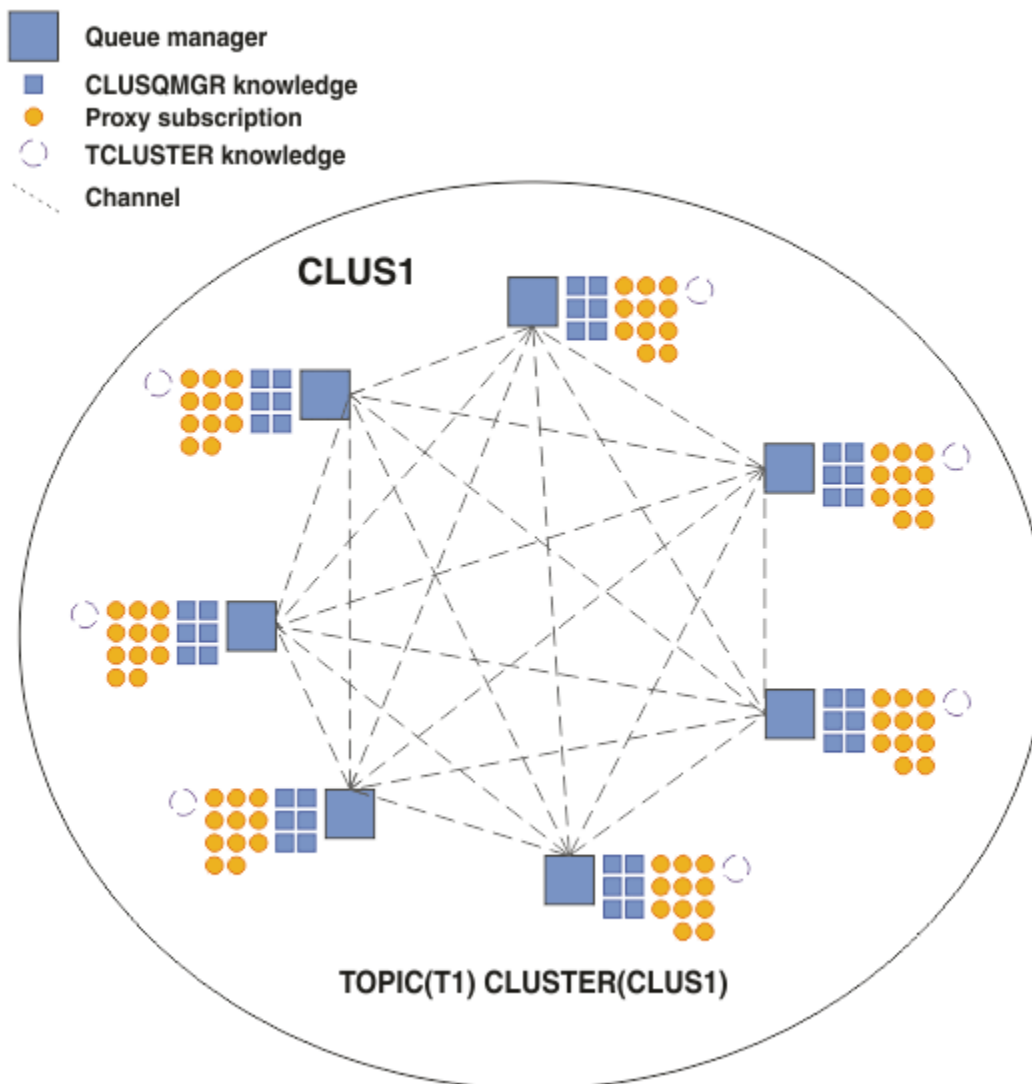 Queue manager
CLUSQMGR knowledge
Proxy subscription
TCLUSTER knowledge
Channel
CLUS1
TOPIC(T1) CLUSTER(CLUS1)